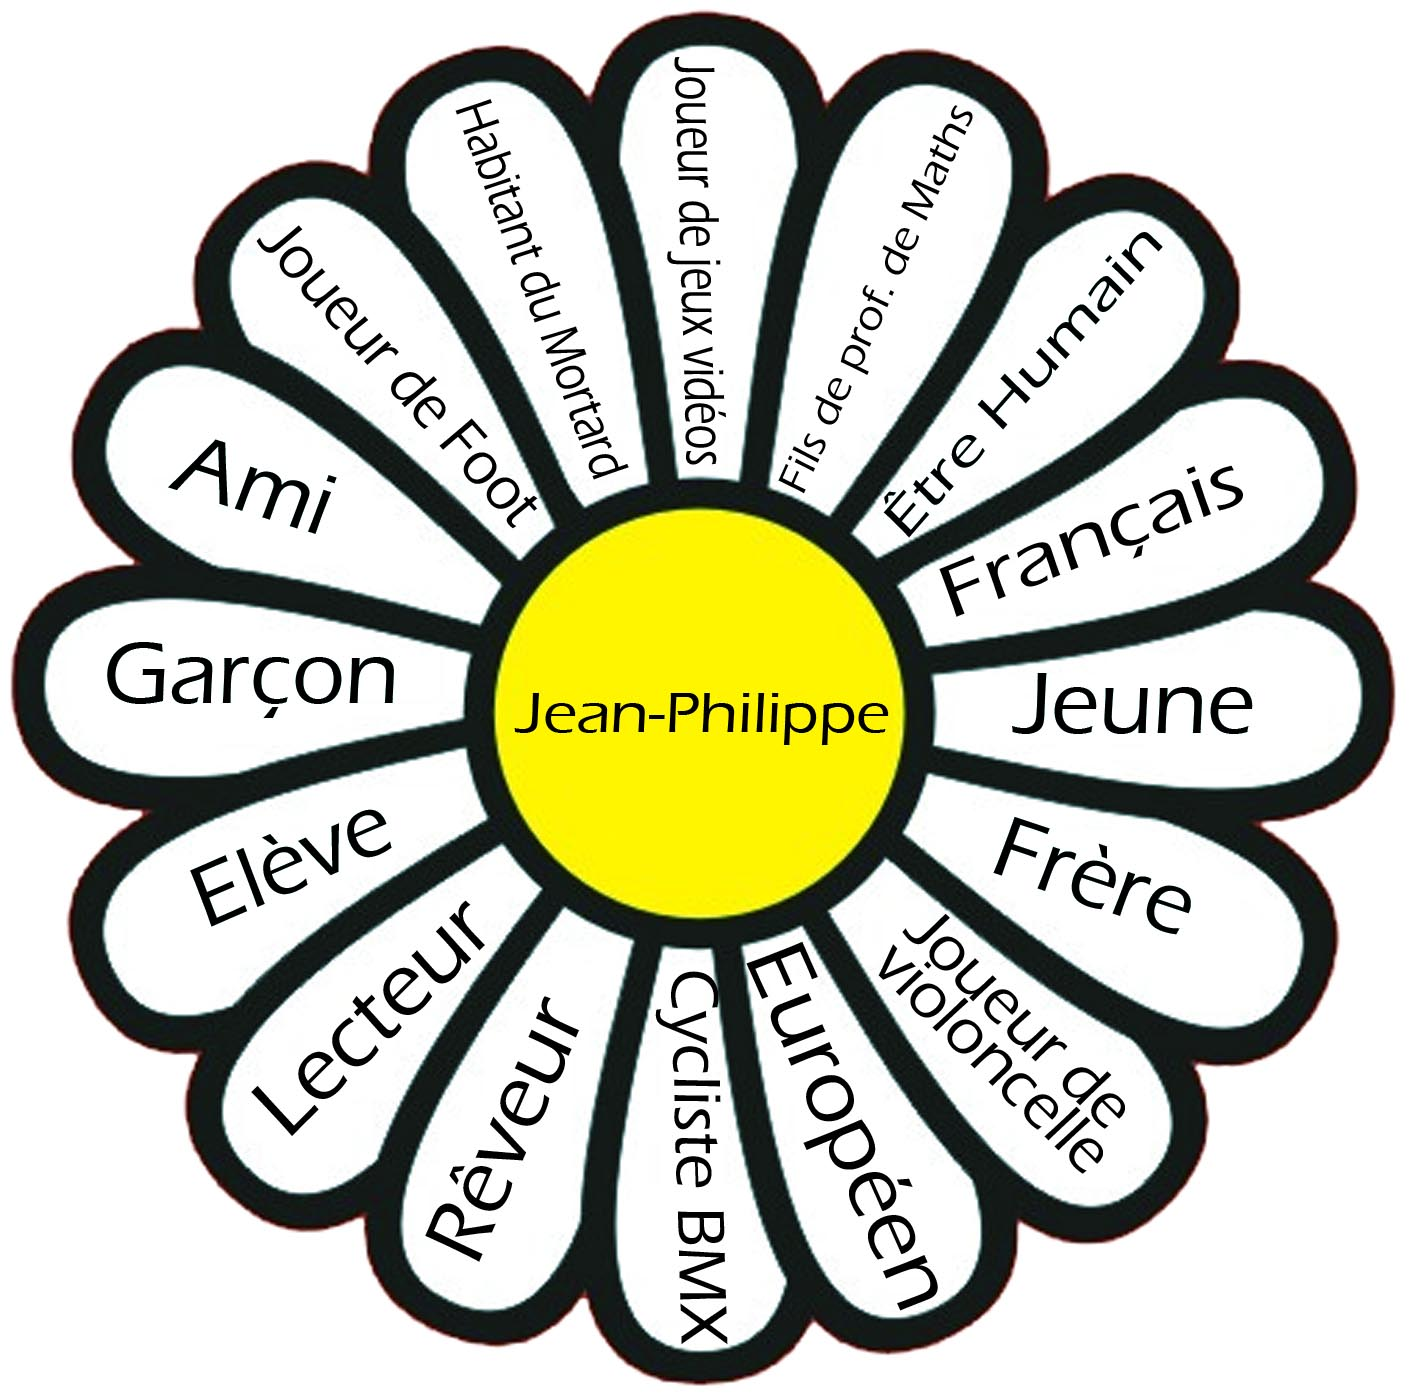 Joueur de jeux vidéos
Fils de prof. de Maths
Être Humain
Français
Jeune
Frère
Joueur de
violoncelle
Européen
Cycliste BMX
Rêveur
Lecteur
Elève
Garçon
Ami
Joueur de Foot
Habitant du Mortard
Jean-Philippe